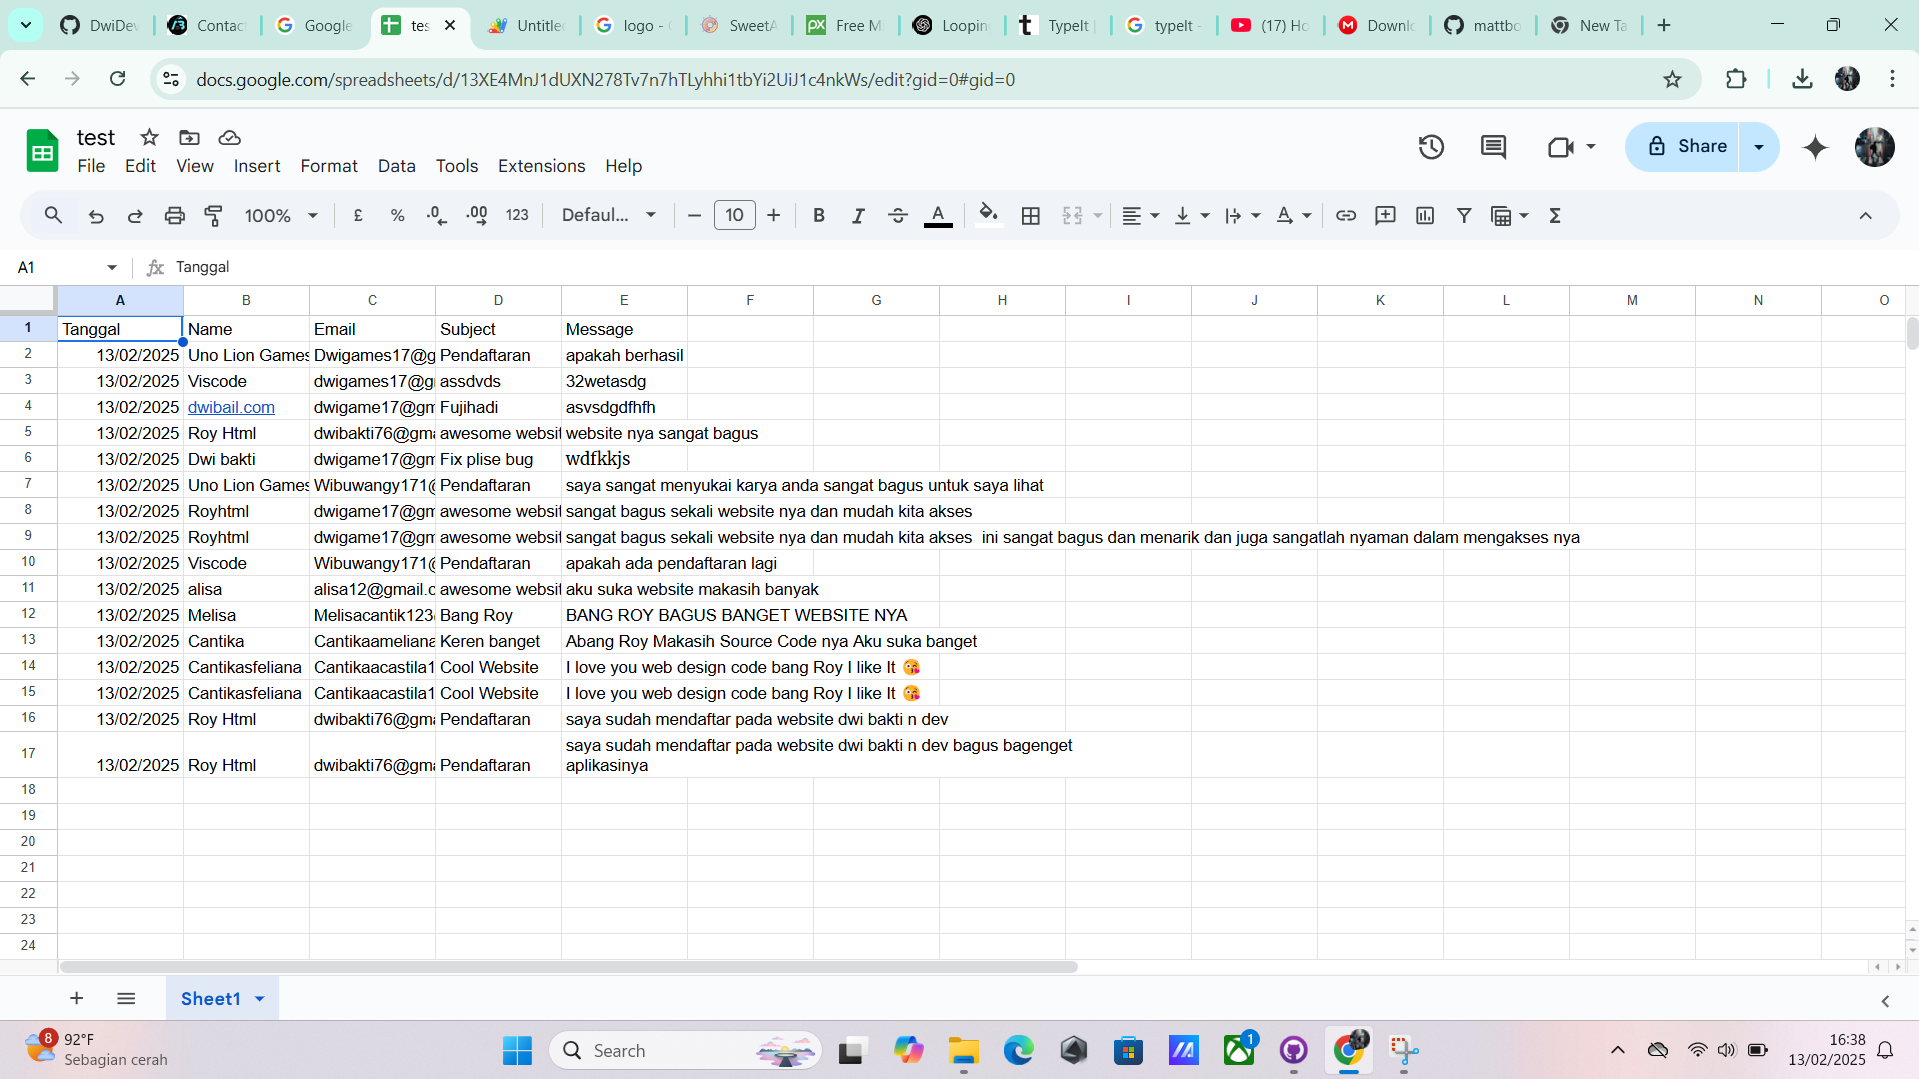 DwiDev
Contact
Google
tes
Untitled
logo - G
SweetA
Free Mi
Looping
TypeIt |
typeIt -
(17) Ho
Downlo
mattbo
New Ta
docs.google.com/spreadsheets/d/13XE4MnJ1dUXN278Tv7n7hTLyhhi1tbYi2UiJ1c4nkWs/edit?gid=0#gid=0
test
File Edit View Insert Format Data Tools Extensions Help
Share
100% £ % .0 .00 123 Defaul... 10 B I A Σ
A1 fx Tanggal
A B C D E F G H I J K L M N O
1 Tanggal Name Email Subject Message
2 13/02/2025 Uno Lion Games Dwigames17@g Pendaftaran apakah berhasil
3 13/02/2025 Viscode dwigames17@gm assdvds 32wetasdg
4 13/02/2025 dwibail.com dwigame17@gm Fujihadi asvsdgdfhfh
5 13/02/2025 Roy Html dwibakti76@gma awesome websit website nya sangat bagus
6 13/02/2025 Dwi bakti dwigame17@gm Fix plise bug wdfkkjs
7 13/02/2025 Uno Lion Games Wibuwangy171@ Pendaftaran saya sangat menyukai karya anda sangat bagus untuk saya lihat
8 13/02/2025 Royhtml dwigame17@gm awesome websit sangat bagus sekali website nya dan mudah kita akses
9 13/02/2025 Royhtml dwigame17@gm awesome websit sangat bagus sekali website nya dan mudah kita akses  ini sangat bagus dan menarik dan juga sangatlah nyaman dalam mengakses nya
10 13/02/2025 Viscode Wibuwangy171@ Pendaftaran apakah ada pendaftaran lagi
11 13/02/2025 alisa alisa12@gmail.c awesome websit aku suka website makasih banyak
12 13/02/2025 Melisa Melisacantik123@ Bang Roy BANG ROY BAGUS BANGET WEBSITE NYA
13 13/02/2025 Cantika Cantikaameliana Keren banget Abang Roy Makasih Source Code nya Aku suka banget
14 13/02/2025 Cantikasfeliana Cantikaacastila1 Cool Website I love you web design code bang Roy I like It 😘
15 13/02/2025 Cantikasfeliana Cantikaacastila1 Cool Website I love you web design code bang Roy I like It 😘
16 13/02/2025 Roy Html dwibakti76@gma Pendaftaran saya sudah mendaftar pada website dwi bakti n dev
saya sudah mendaftar pada website dwi bakti n dev bagus bagenget
17 13/02/2025 Roy Html dwibakti76@gma Pendaftaran aplikasinya
18
19
20
21
22
23
24
Sheet1
8
92°F
Sebagian cerah
Search
1
16:38
13/02/2025